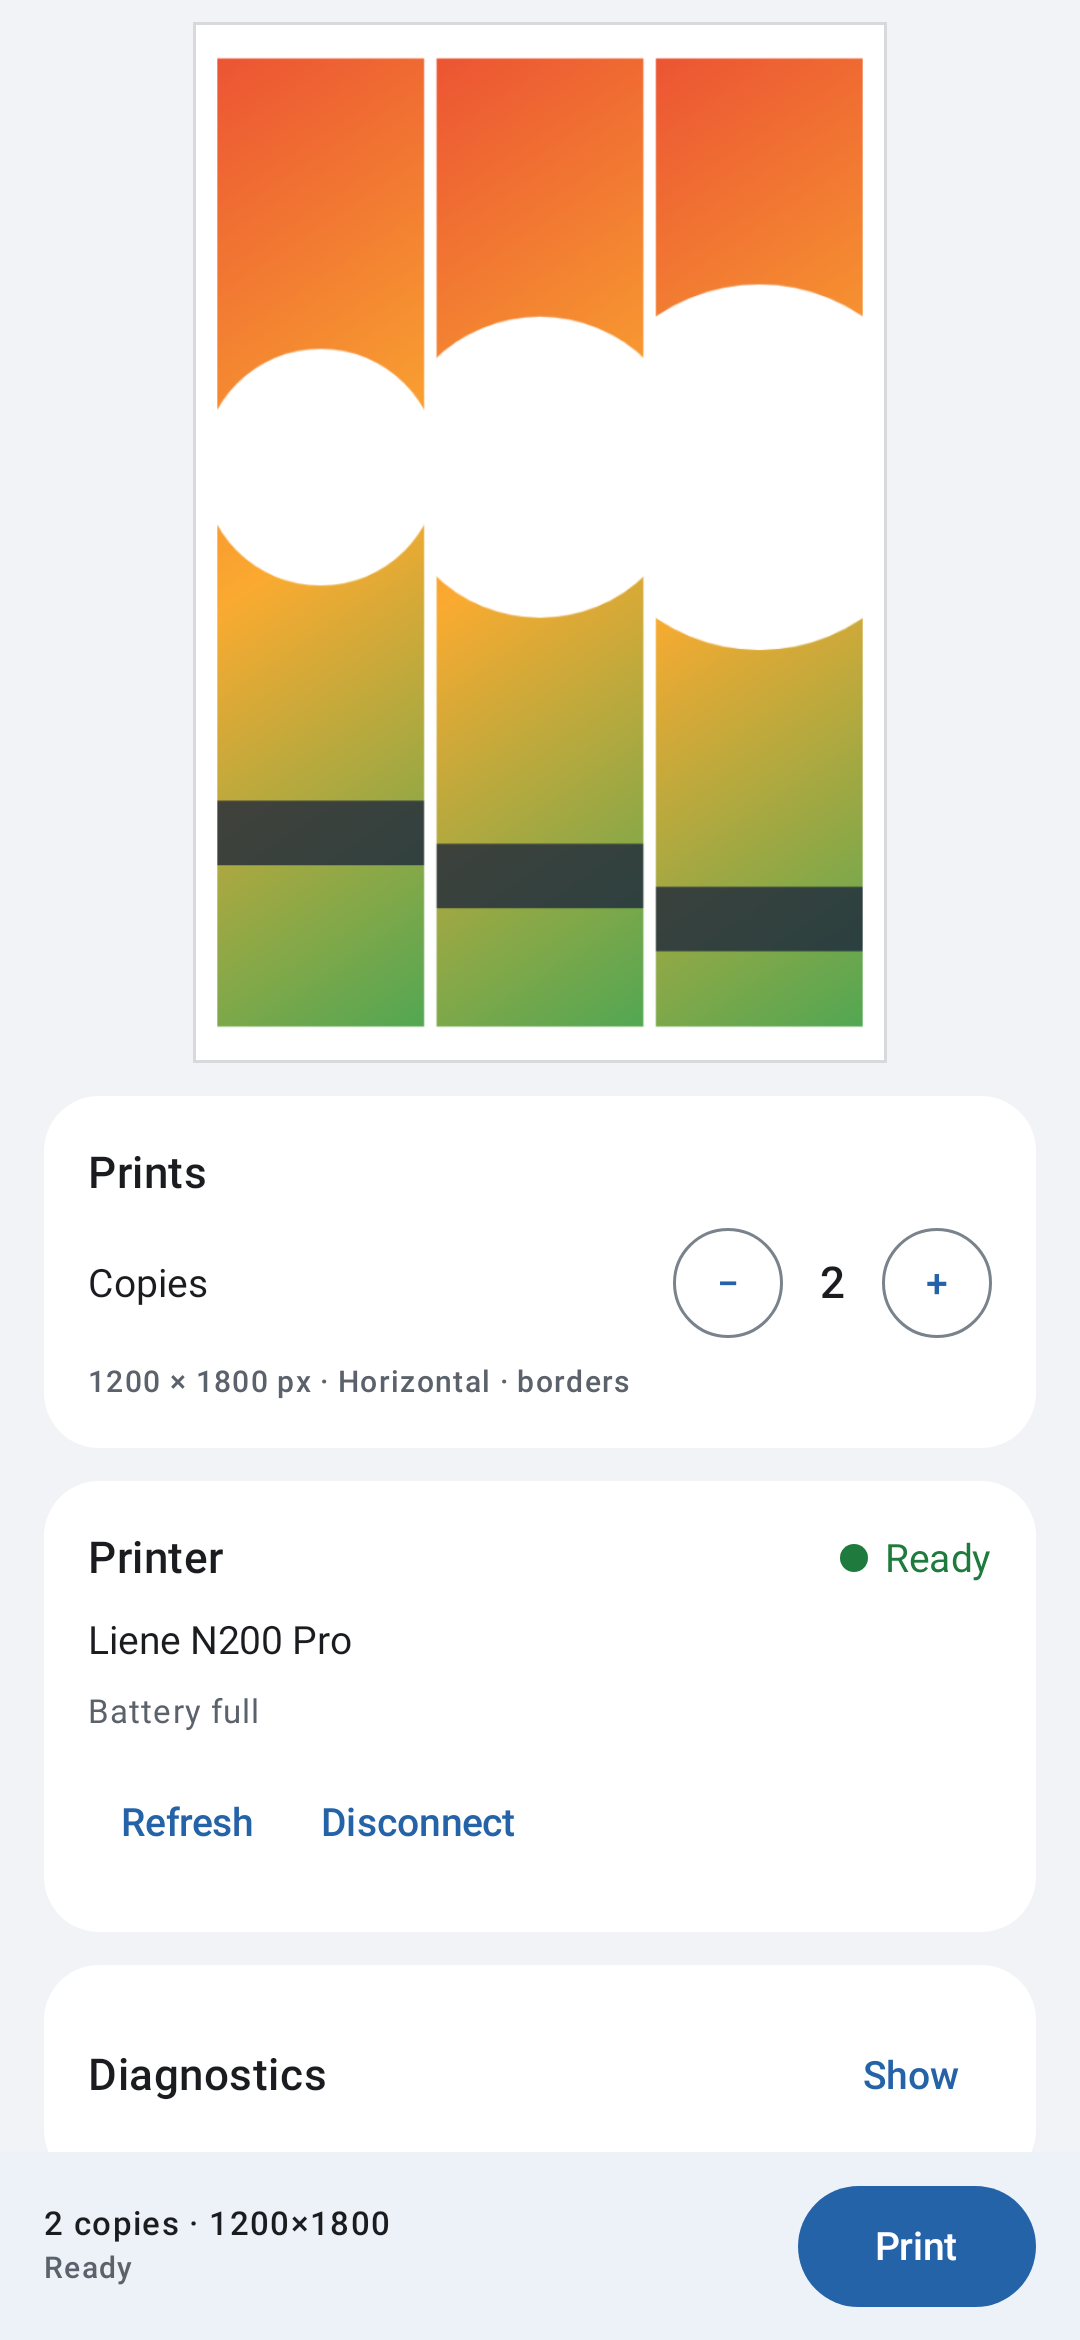 Prints
Copies
− 2 +
1200 × 1800 px · Horizontal · borders
Printer
Ready
Liene N200 Pro
Battery full
Refresh Disconnect
Diagnostics
Show
2 copies · 1200×1800
Ready
Print